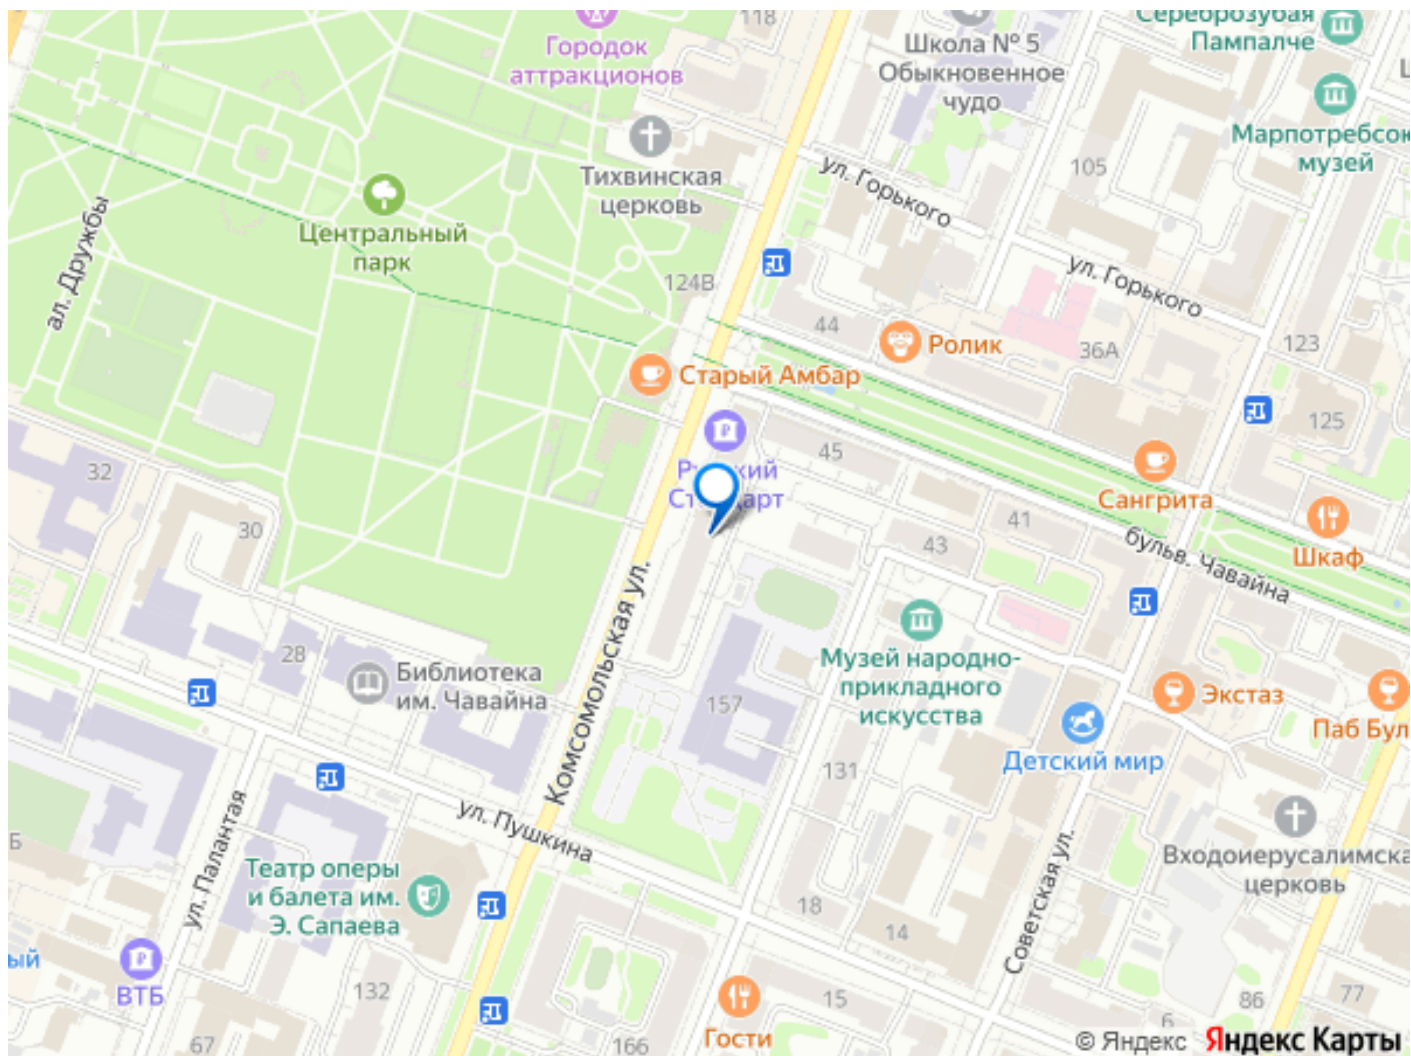 118
Городок
аттракционов
Школа № 5
Обыкновенное
чудо
Сереброзубая
Пампалче
Марпотребсою
музей
105
Тихвинская
церковь
ул. Горького
Центральный
парк
ал. Дружбы
124В
ул. Горького
44
Ролик
36А
123
Старый Амбар
125
45
Сангрита
32
30
41
43
Шкаф
бульв. Чавайна
Комсомольская ул.
28
Библиотека
им. Чавайна
Музей народно-
прикладного
искусства
157
Экстаз
Паб Бул
Детский мир
131
ул. Пушкина
ул. Палантая
Театр оперы
и балета им.
Э. Сапаева
Входоиерусалимска
церковь
Советская ул.
18
14
ый
ВТБ
132
15
86
77
6
Гости
67
166
© Яндекс Яндекс Карты